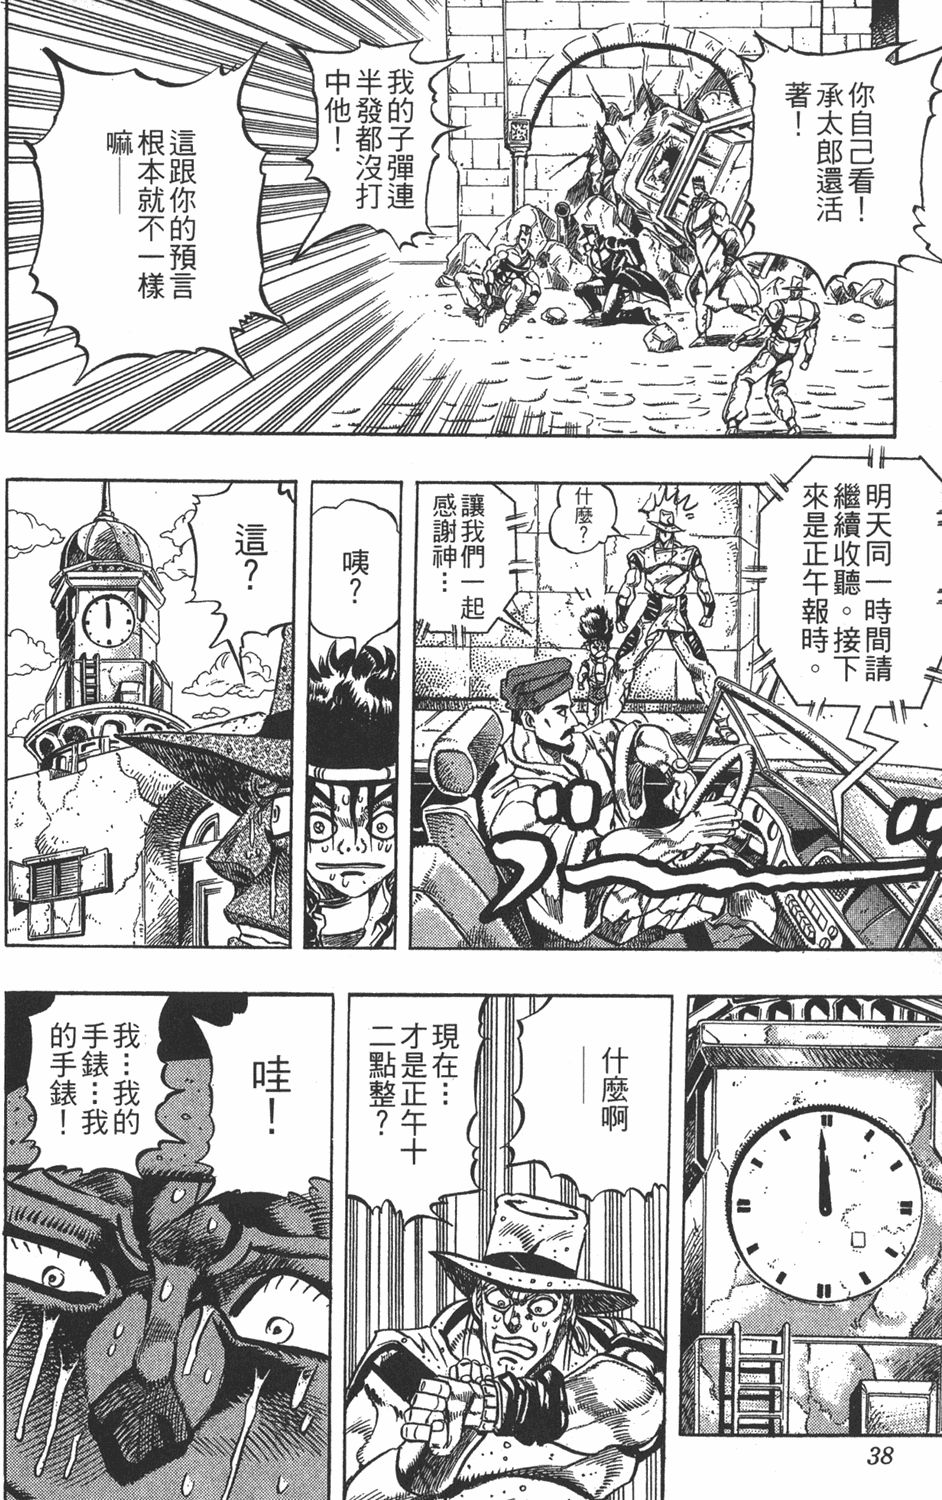 你自己看！
承太郎還活
著！
我的子彈連
半發都沒打
中他！
這跟你的預言
根本就不一樣
嘛──
明天同一時間請
繼續收聽。接下
來是正午報時。
什麼？
讓我們一起
感謝神…
咦？
這？
什麼啊
──
現在…
才是正午十
二點整？
哇！
我…我的
手錶…我
的手錶！
38